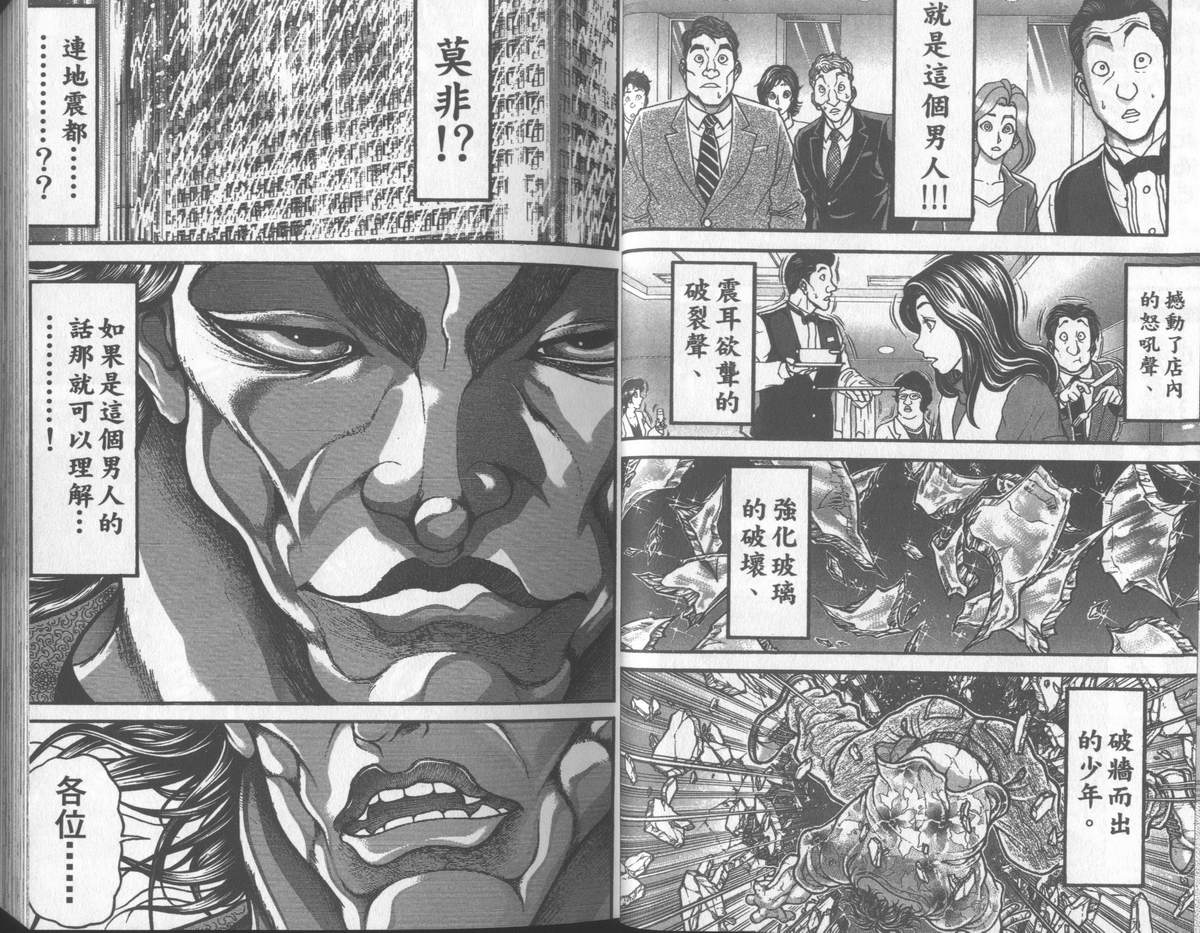 就是這個男人!!!
撼動了店內
的怒吼聲、
震耳欲聾的
破裂聲、
強化玻璃
的破壞、
破牆而出
的少年。
莫非!?
連地震都……
…………??
如果是這個男人的
話那就可以理解…
…………!
各位……